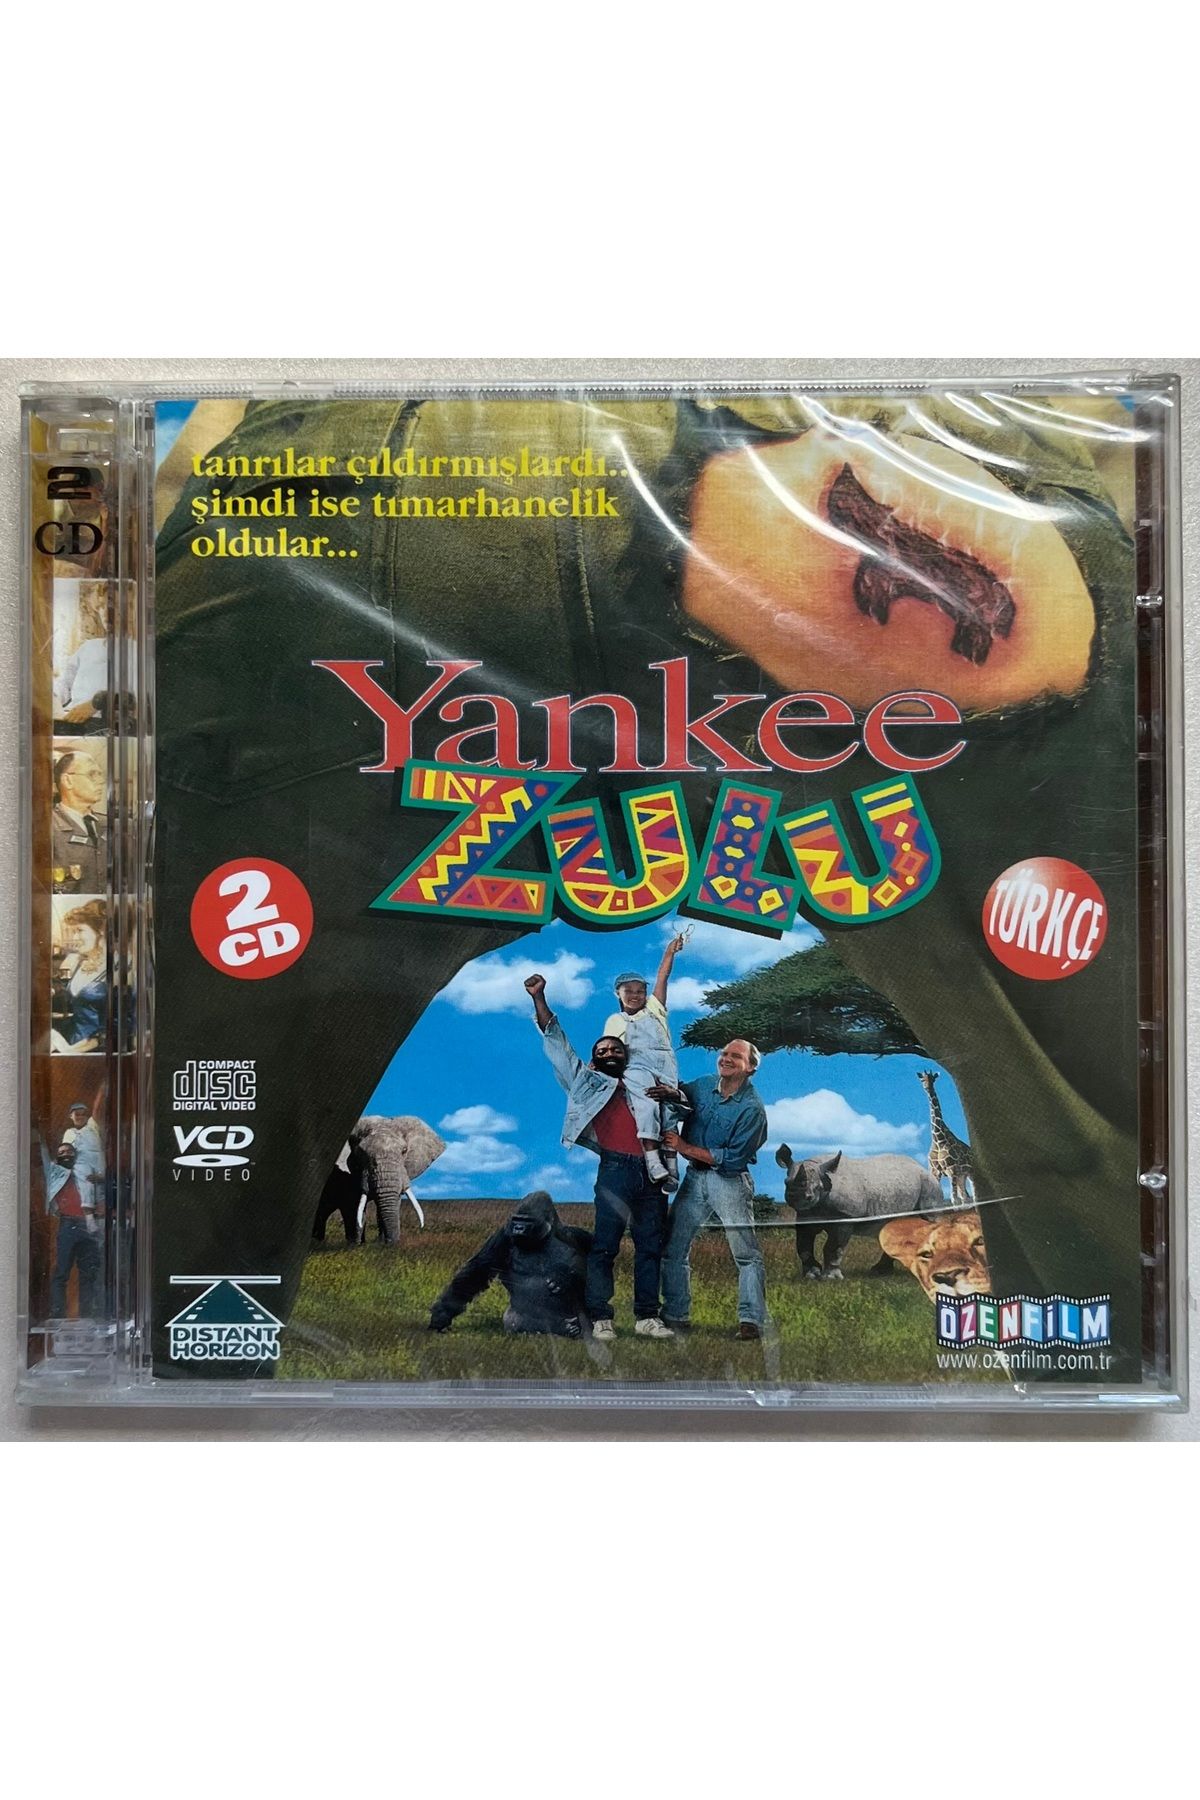 tanrılar çıldırmışlardı..
şimdi ise tımarhanelik
oldular...
2
CD
Yankee
ZULU
2
CD
TÜRKÇE
COMPACT
disc
DIGITAL VIDEO
VCD
VIDEO
DISTANT
HORIZON
ÖZENFİLM
www.ozenfilm.com.tr